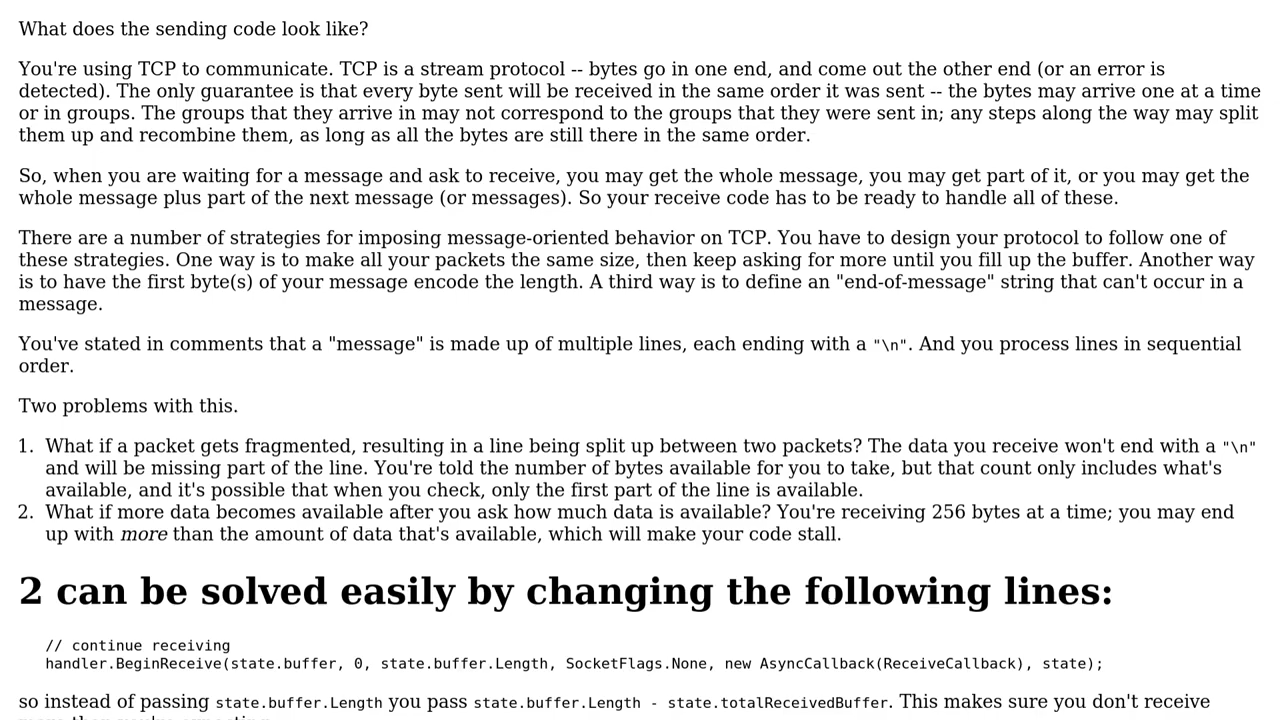 What does the sending code look like?
You're using TCP to communicate. TCP is a stream protocol -- bytes go in one end, and come out the other end (or an error is
detected). The only guarantee is that every byte sent will be received in the same order it was sent -- the bytes may arrive one at a time
or in groups. The groups that they arrive in may not correspond to the groups that they were sent in; any steps along the way may split
them up and recombine them, as long as all the bytes are still there in the same order.
So, when you are waiting for a message and ask to receive, you may get the whole message, you may get part of it, or you may get the
whole message plus part of the next message (or messages). So your receive code has to be ready to handle all of these.
There are a number of strategies for imposing message-oriented behavior on TCP. You have to design your protocol to follow one of
these strategies. One way is to make all your packets the same size, then keep asking for more until you fill up the buffer. Another way
is to have the first byte(s) of your message encode the length. A third way is to define an "end-of-message" string that can't occur in a
message.
You've stated in comments that a "message" is made up of multiple lines, each ending with a "\n". And you process lines in sequential
order.
Two problems with this.
1. What if a packet gets fragmented, resulting in a line being split up between two packets? The data you receive won't end with a "\n"
and will be missing part of the line. You're told the number of bytes available for you to take, but that count only includes what's
available, and it's possible that when you check, only the first part of the line is available.
2. What if more data becomes available after you ask how much data is available? You're receiving 256 bytes at a time; you may end
up with more than the amount of data that's available, which will make your code stall.
2 can be solved easily by changing the following lines:
// continue receiving
handler.BeginReceive(state.buffer, 0, state.buffer.Length, SocketFlags.None, new AsyncCallback(ReceiveCallback), state);
so instead of passing state.buffer.Length you pass state.buffer.Length - state.totalReceivedBuffer. This makes sure you don't receive